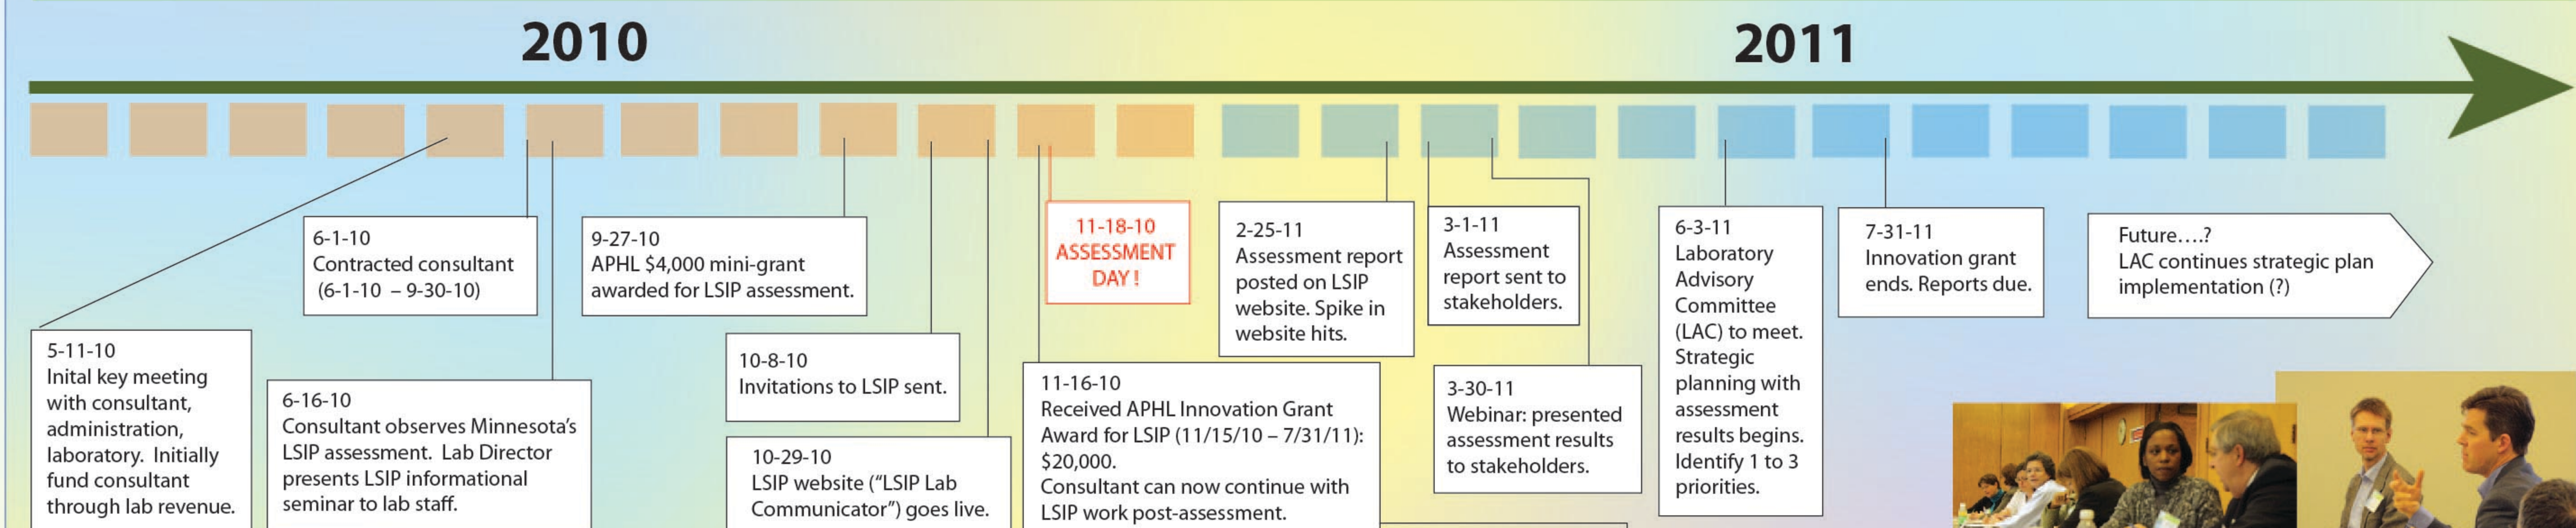 2010
2011
5-11-10
Inital key meeting
with consultant,
administration,
laboratory. Initially
fund consultant
through lab revenue.
6-1-10
Contracted consultant
(6-1-10 – 9-30-10)
6-16-10
Consultant observes Minnesota’s
LSIP assessment. Lab Director
presents LSIP informational
seminar to lab staff.
9-27-10
APHL $4,000 mini-grant
awarded for LSIP assessment.
10-8-10
Invitations to LSIP sent.
10-29-10
LSIP website (“LSIP Lab
Communicator”) goes live.
11-16-10
Received APHL Innovation Grant
Award for LSIP (11/15/10 – 7/31/11):
$20,000.
Consultant can now continue with
LSIP work post-assessment.
11-18-10
ASSESSMENT
DAY !
2-25-11
Assessment report
posted on LSIP
website. Spike in
website hits.
3-1-11
Assessment
report sent to
stakeholders.
3-30-11
Webinar: presented
assessment results
to stakeholders.
6-3-11
Laboratory
Advisory
Committee
(LAC) to meet.
Strategic
planning with
assessment
results begins.
Identify 1 to 3
priorities.
7-31-11
Innovation grant
ends. Reports due.
Future….?
LAC continues strategic plan
implementation (?)